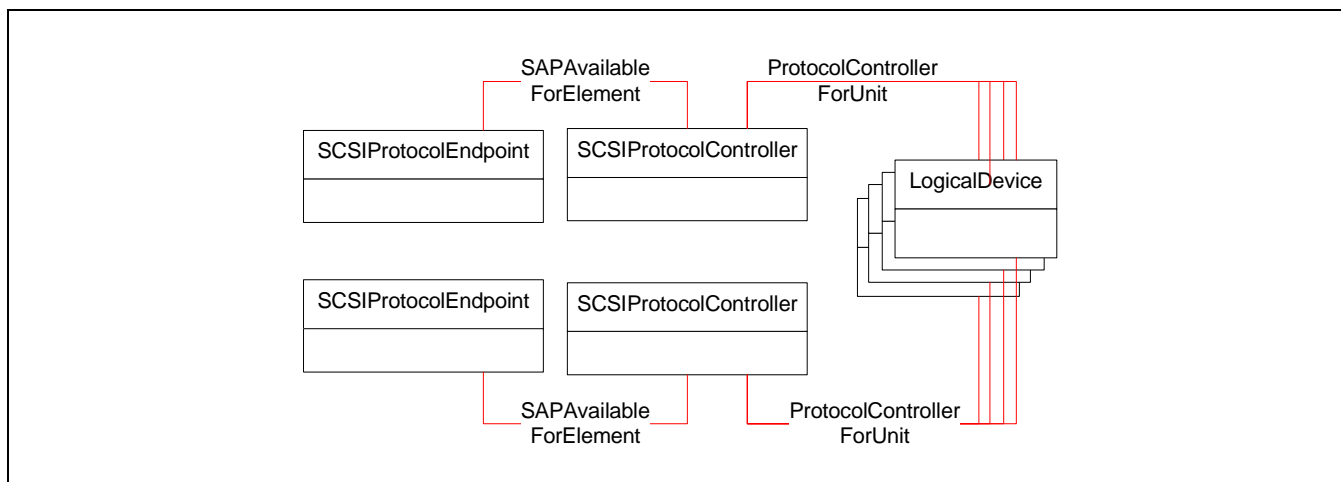 SAPAvailable
ForElement
ProtocolController
ForUnit
SCSIProtocolEndpoint
SCSIProtocolController
LogicalDevice
SCSIProtocolEndpoint
SCSIProtocolController
SAPAvailable
ForElement
ProtocolController
ForUnit